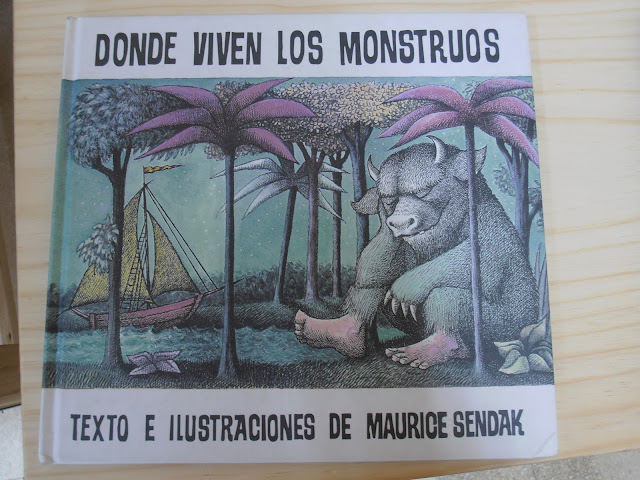 DONDE VIVEN LOS MONSTRUOS
TEXTO E ILUSTRACIONES DE MAURICE SENDAK